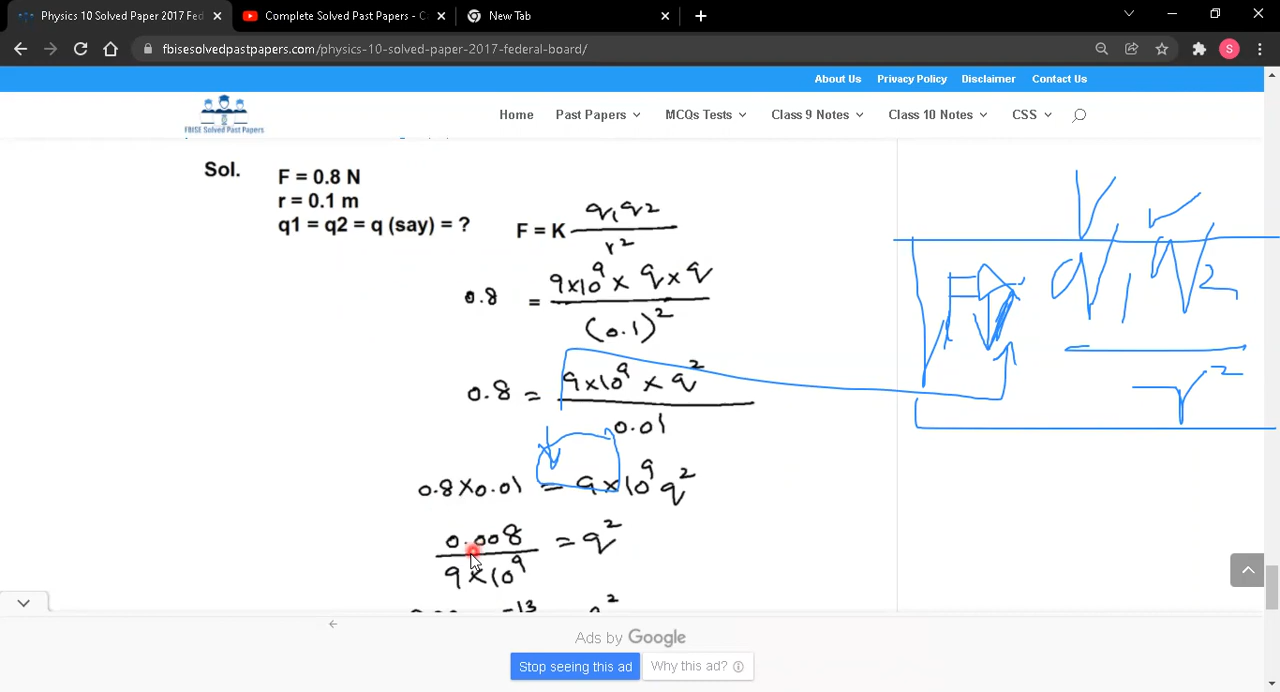 Physics 10 Solved Paper 2017 Fed
Complete Solved Past Papers - C
New Tab
fbisesolvedpastpapers.com/physics-10-solved-paper-2017-federal-board/
S
About Us Privacy Policy Disclaimer Contact Us
FBISE Solved Past Papers
Home Past Papers MCQs Tests Class 9 Notes Class 10 Notes CSS
Sol.
F = 0.8 N
r = 0.1 m
q1 = q2 = q (say) = ?
F = K q1q2 / r²
0.8 = 9×10⁹ × q × q / (0.1)²
0.8 = 9×10⁹ × q² / 0.01
0.8×0.01 = 9×10⁹ q²
0.008 / 9×10⁹ = q²
q1 q2
r²
Ads by Google
Stop seeing this ad Why this ad?